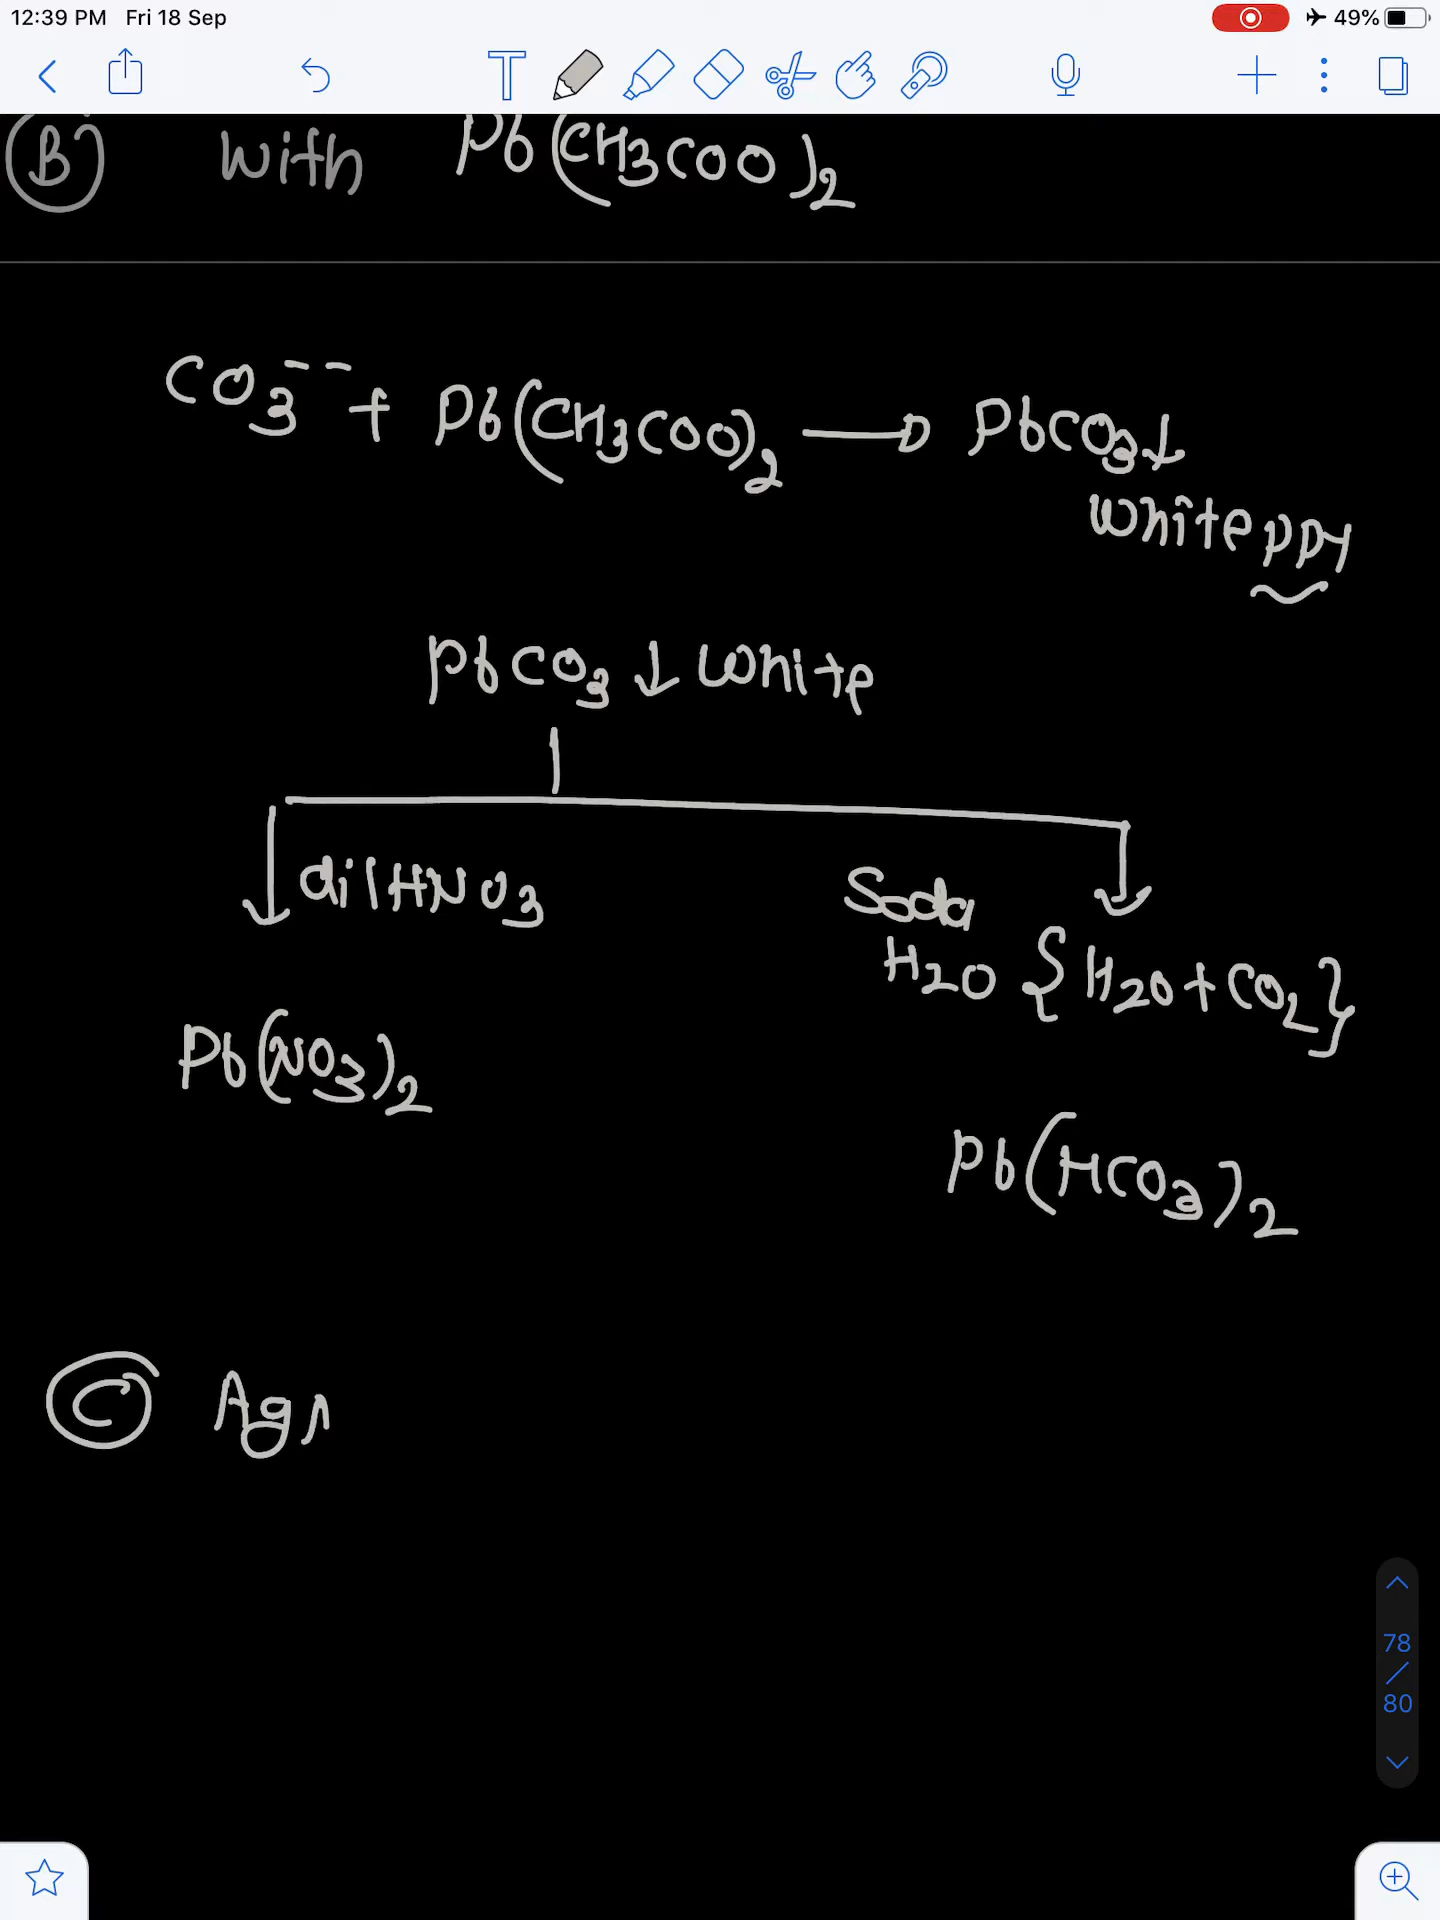 12:39 PM Fri 18 Sep 49%
T
(B) with Pb(CH3COO)2
CO3-- + Pb(CH3COO)2 → PbCO3↓
White ppt
PbCO3 ↓ White
dil HNO3
Soda
H2O {H2O + CO2}
Pb(NO3)2
Pb(HCO3)2
(C) Agn
78
/
80